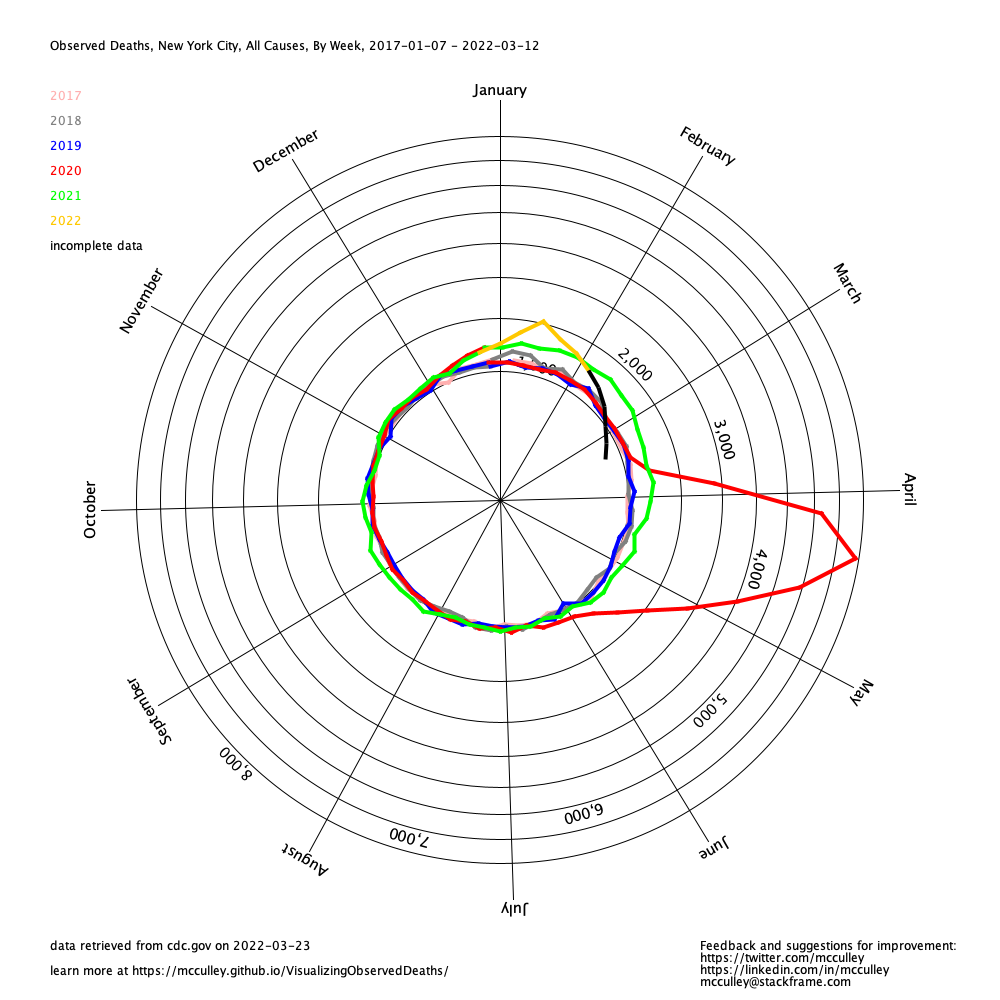 Observed Deaths, New York City, All Causes, By Week, 2017-01-07 - 2022-03-12
2017
2018
2019
2020
2021
2022
incomplete data
January
February
March
April
May
June
July
August
September
October
November
December
2,000
3,000
4,000
5,000
6,000
7,000
8,000
data retrieved from cdc.gov on 2022-03-23
learn more at https://mcculley.github.io/VisualizingObservedDeaths/
Feedback and suggestions for improvement:
https://twitter.com/mcculley
https://linkedin.com/in/mcculley
mcculley@stackframe.com